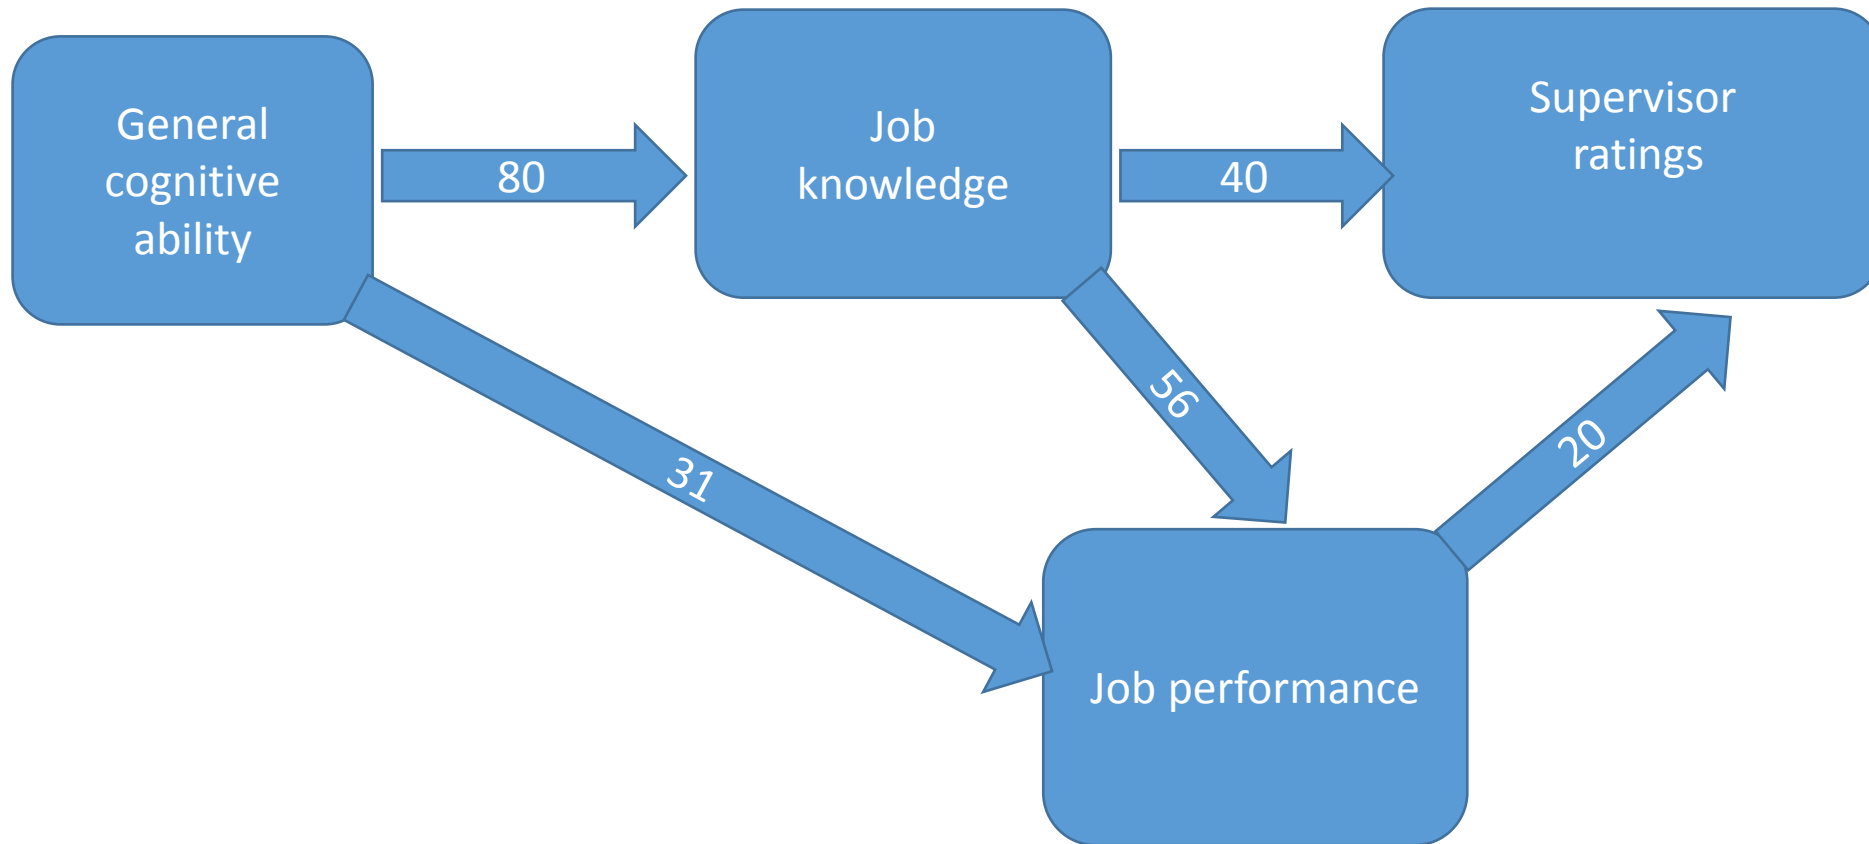 General
cognitive
ability
80
Job
knowledge
40
Supervisor
ratings
31
56
20
Job performance